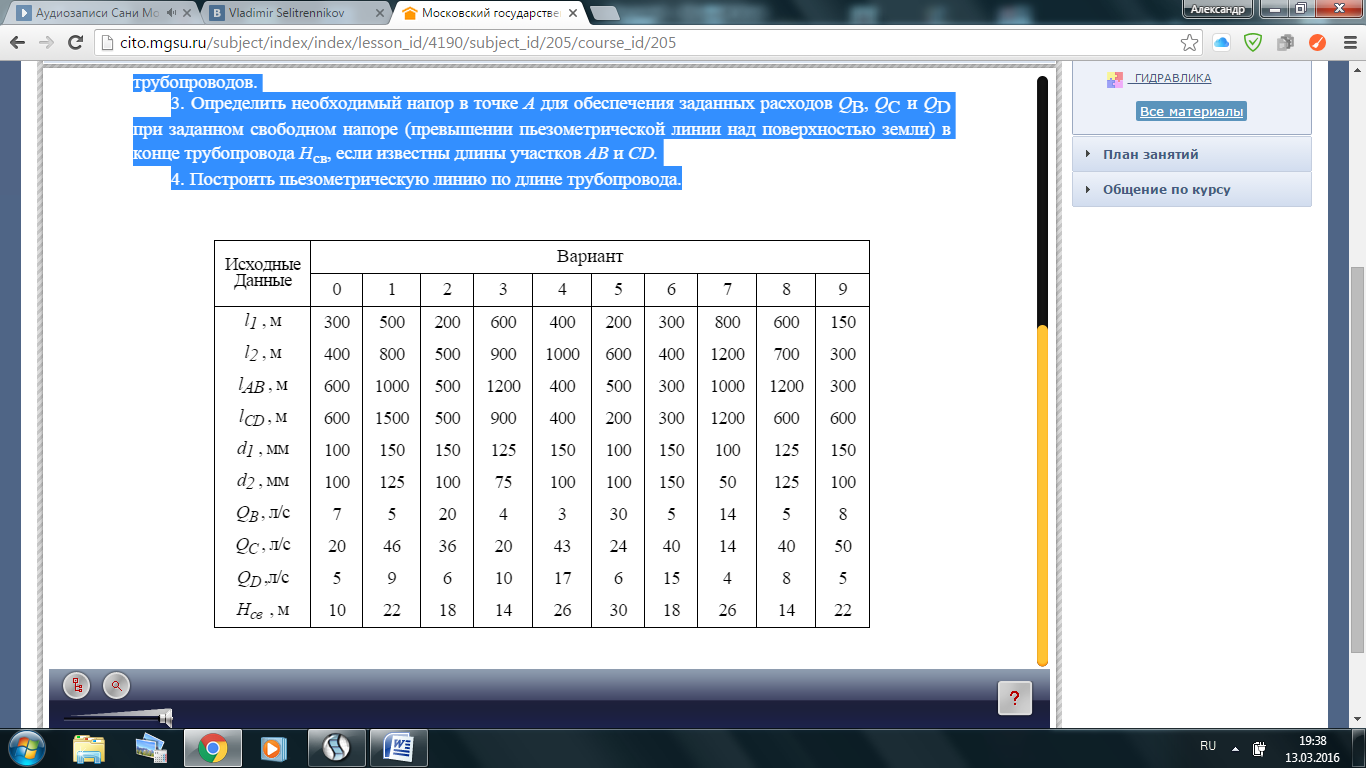 Аудиозаписи Сани Мо
Vladimir Selitrennikov
Московский государстве
Александр
cito.mgsu.ru/subject/index/index/lesson_id/4190/subject_id/205/course_id/205
трубопроводов.
3. Определить необходимый напор в точке A для обеспечения заданных расходов QB, QC и QD
при заданном свободном напоре (превышении пьезометрической линии над поверхностью земли) в
конце трубопровода Hсв, если известны длины участков AB и CD.
4. Построить пьезометрическую линию по длине трубопровода.
ГИДРАВЛИКА
Все материалы
План занятий
Общение по курсу
Исходные Данные Вариант
0 1 2 3 4 5 6 7 8 9
l1 , м 300 500 200 600 400 200 300 800 600 150
l2 , м 400 800 500 900 1000 600 400 1200 700 300
lAB , м 600 1000 500 1200 400 500 300 1000 1200 300
lCD , м 600 1500 500 900 400 200 300 1200 600 600
d1 , мм 100 150 150 125 150 100 150 100 125 150
d2 , мм 100 125 100 75 100 100 150 50 125 100
QB , л/с 7 5 20 4 3 30 5 14 5 8
QC , л/с 20 46 36 20 43 24 40 14 40 50
QD ,л/с 5 9 6 10 17 6 15 4 8 5
Hсв , м 10 22 18 14 26 30 18 26 14 22
?
RU
19:38
13.03.2016